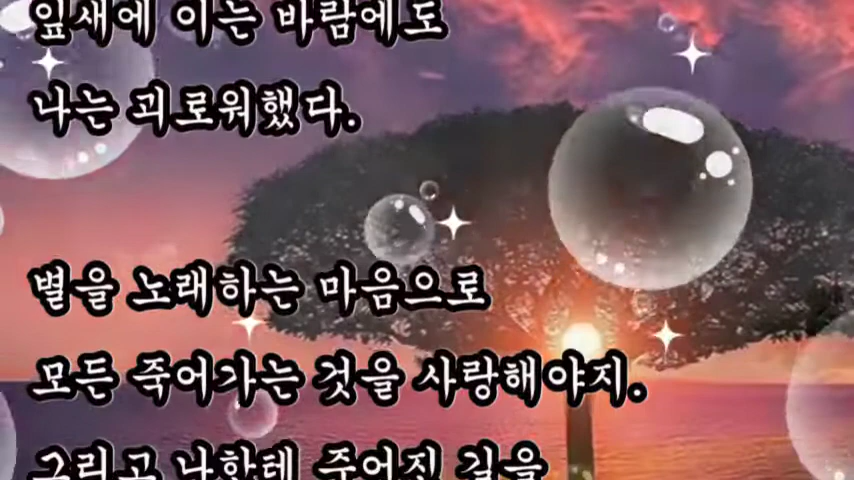 잎새에 이는 바람에도
나는 괴로워했다.
별을 노래하는 마음으로
모든 죽어가는 것을 사랑해야지.
그리고 나한테 주어진 길을